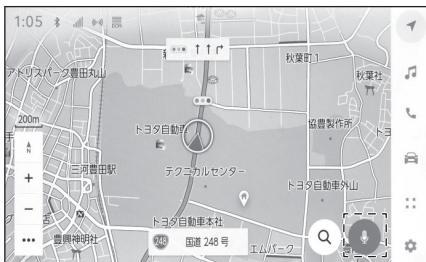 1:05
DCM
秋葉町1
アトリスパーク豊田丸山
秋葉社
200m
トヨタ自動車
協豊製作所
N
三河豊田駅
テクニカルセンター
トヨタ自動車外山
トヨタ自動車本社
248
国道 248 号
豊興神明社
エムパーク